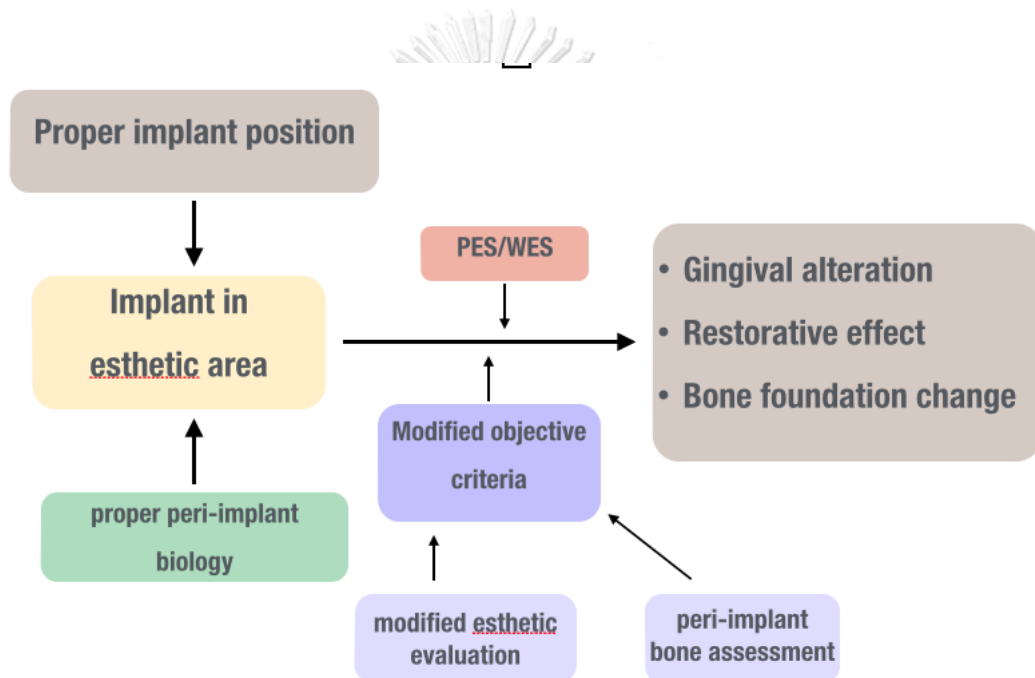 Proper implant position
PES/WES
Implant in
esthetic area
• Gingival alteration
• Restorative effect
• Bone foundation change
Modified objective
criteria
proper peri-implant
biology
modified esthetic
evaluation
peri-implant
bone assessment